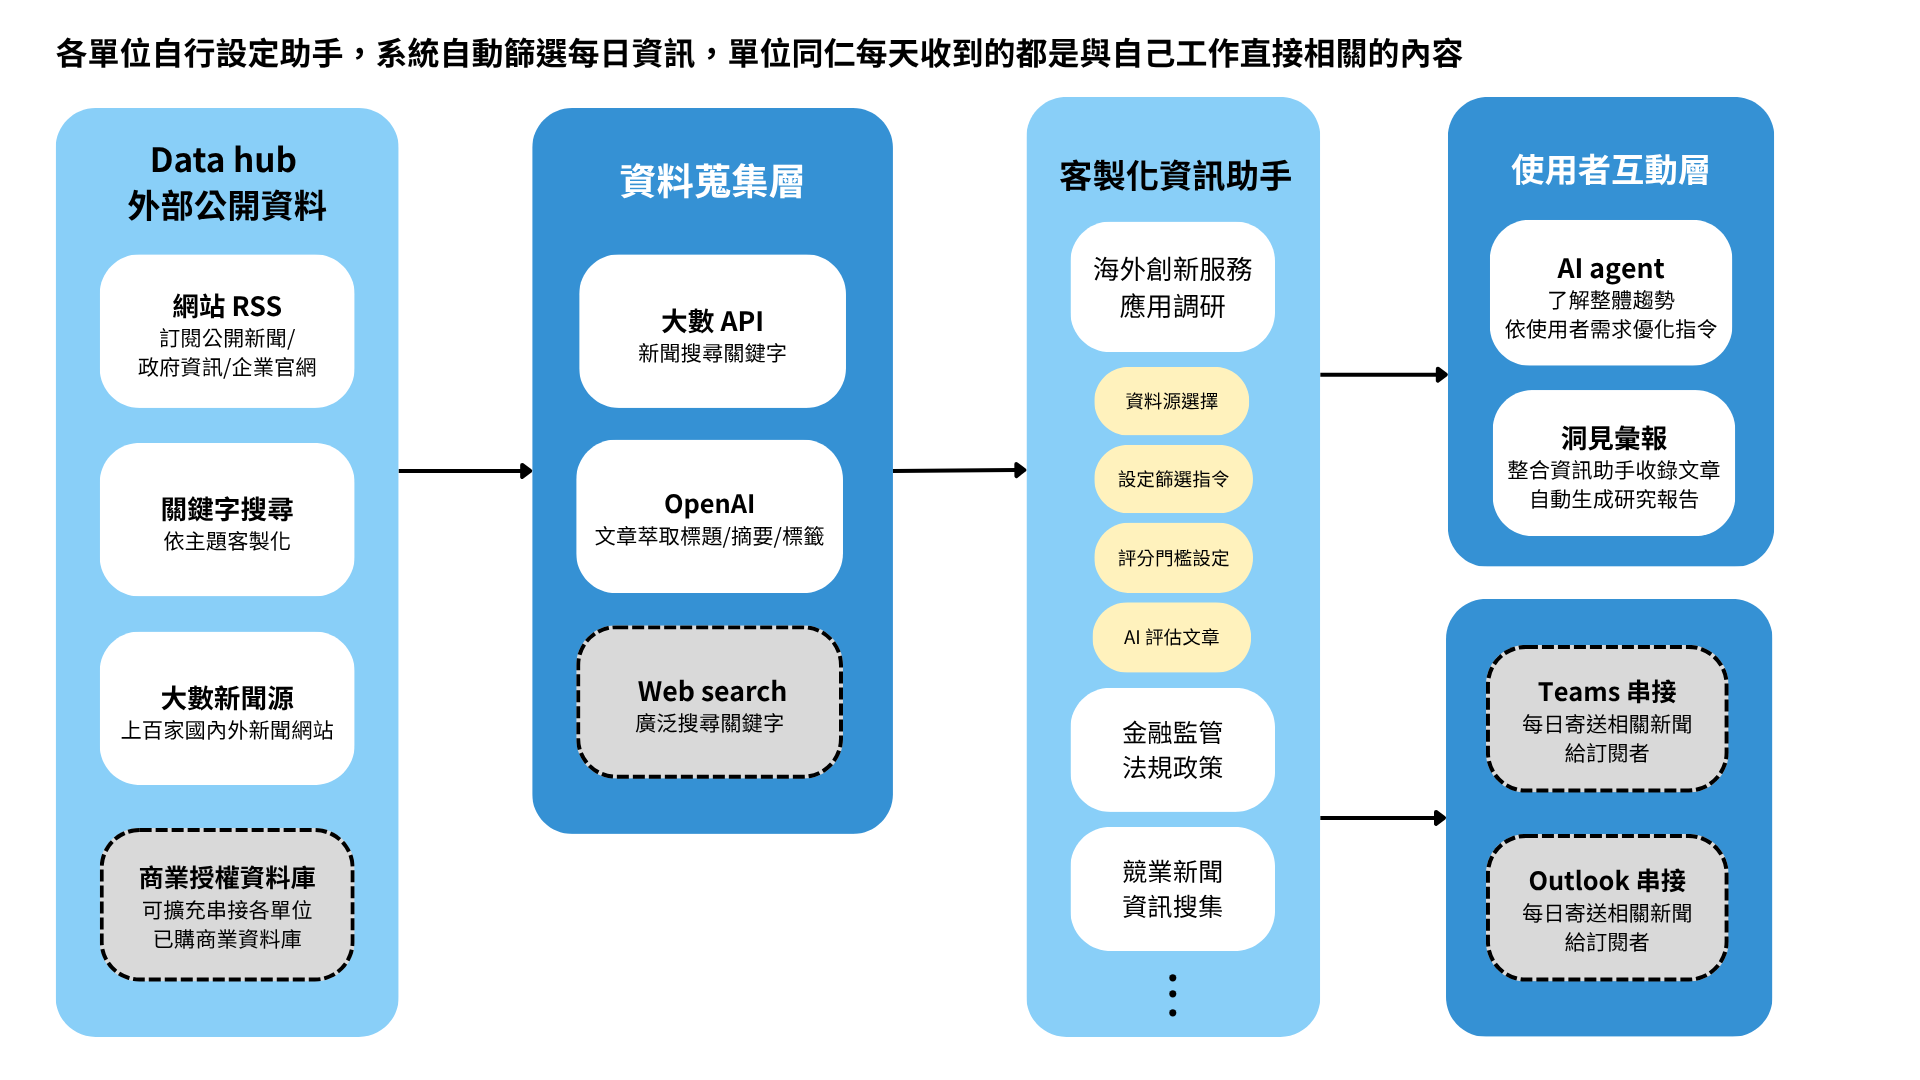 各單位自行設定助手，系統自動篩選每日資訊，單位同仁每天收到的都是與自己工作直接相關的內容
Data hub
外部公開資料
網站 RSS
訂閱公開新聞/
政府資訊/企業官網
關鍵字搜尋
依主題客製化
大數新聞源
上百家國內外新聞網站
商業授權資料庫
可擴充串接各單位
已購商業資料庫
資料蒐集層
大數 API
新聞搜尋關鍵字
OpenAI
文章萃取標題/摘要/標籤
Web search
廣泛搜尋關鍵字
客製化資訊助手
海外創新服務
應用調研
資料源選擇
設定篩選指令
評分門檻設定
AI 評估文章
金融監管
法規政策
競業新聞
資訊搜集
使用者互動層
AI agent
了解整體趨勢
依使用者需求優化指令
洞見彙報
整合資訊助手收錄文章
自動生成研究報告
Teams 串接
每日寄送相關新聞
給訂閱者
Outlook 串接
每日寄送相關新聞
給訂閱者